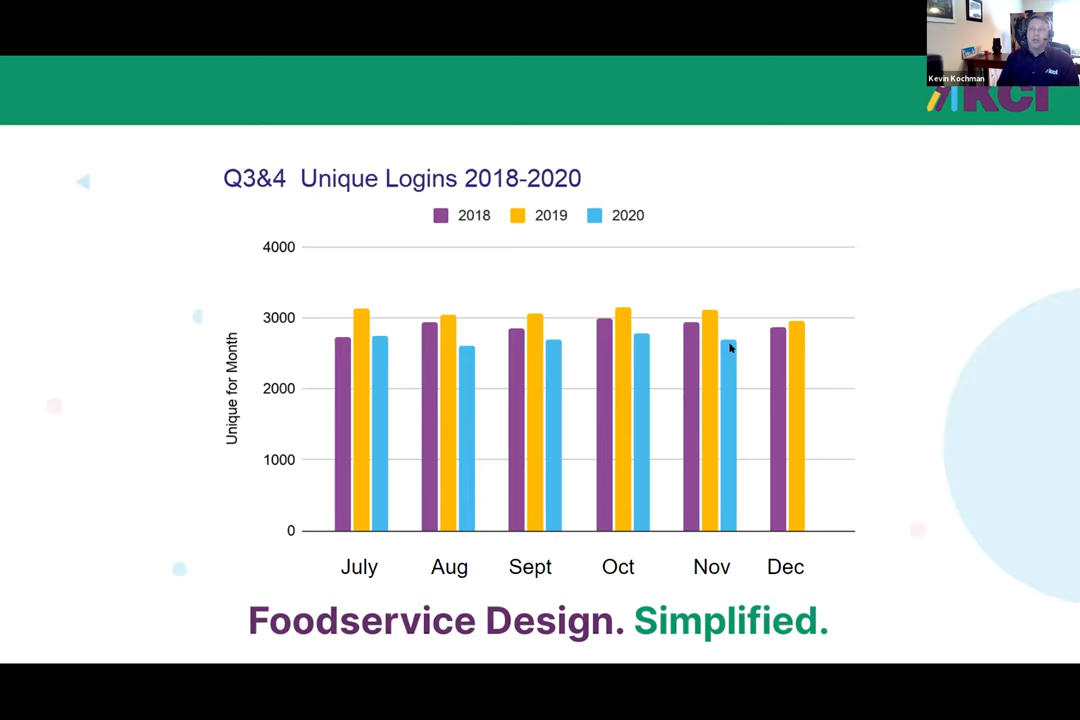 Kevin Kochman
kcl
Q3&4 Unique Logins 2018-2020
2018 2019 2020
4000
3000
2000
1000
0
Unique for Month
July Aug Sept Oct Nov Dec
Foodservice Design. Simplified.